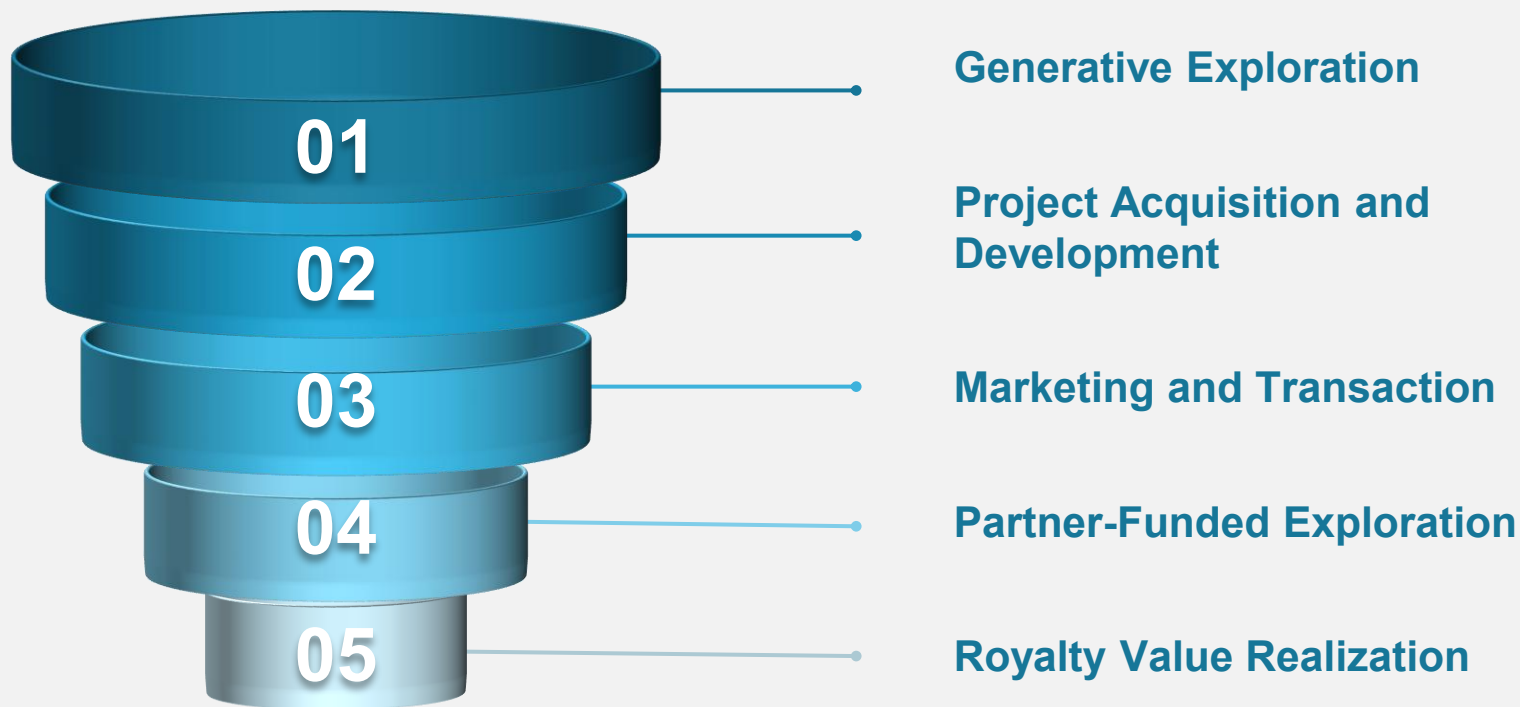 01
Generative Exploration
02
Project Acquisition and
Development
03
Marketing and Transaction
04
Partner-Funded Exploration
05
Royalty Value Realization